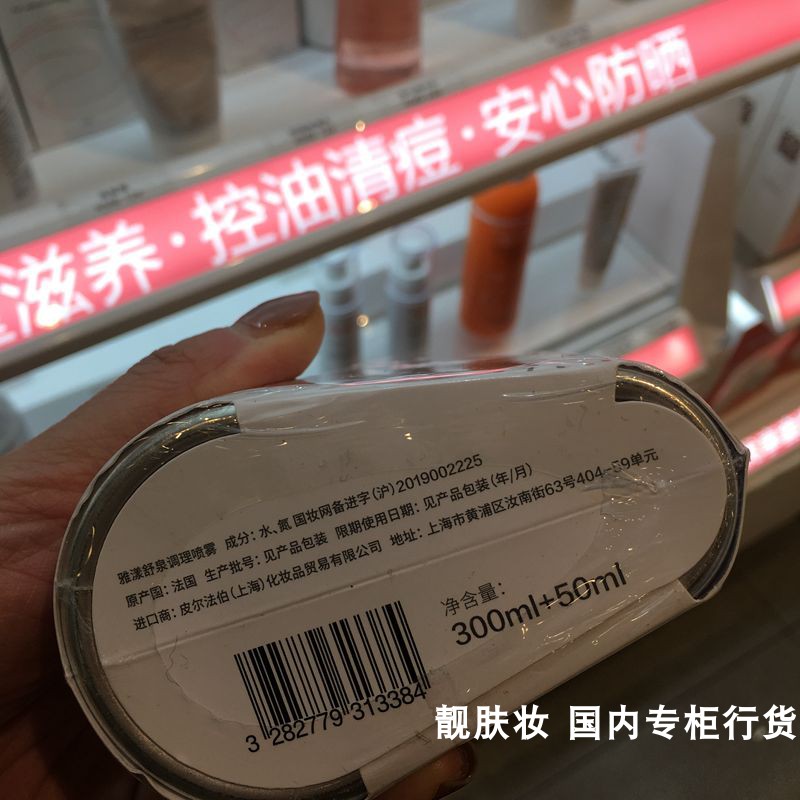 滋养·控油清痘·安心防晒
雅漾舒泉调理喷雾 成分：水、氮 国妆网备进字(沪)2019002225
原产国：法国 生产批号：见产品包装 限期使用日期：见产品包装(年/月)
进口商：皮尔法伯(上海)化妆品贸易有限公司 地址：上海市黄浦区汝南街63号404-59单元
净含量：
300ml+50ml
3 282779 313384
靓肤妆 国内专柜行货